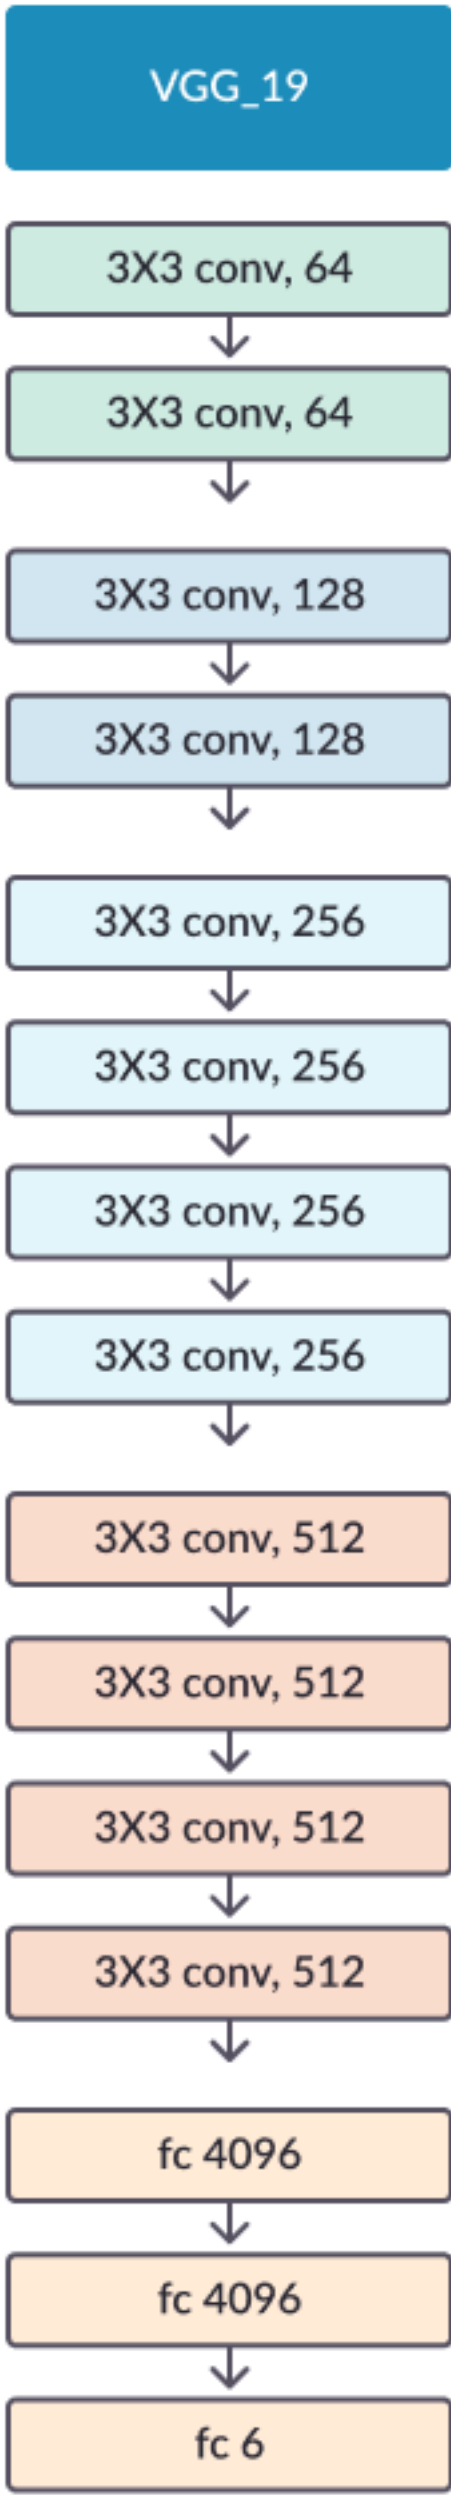 VGG_19
3X3 conv, 64
3X3 conv, 64
3X3 conv, 128
3X3 conv, 128
3X3 conv, 256
3X3 conv, 256
3X3 conv, 256
3X3 conv, 256
3X3 conv, 512
3X3 conv, 512
3X3 conv, 512
3X3 conv, 512
fc 4096
fc 4096
fc 6